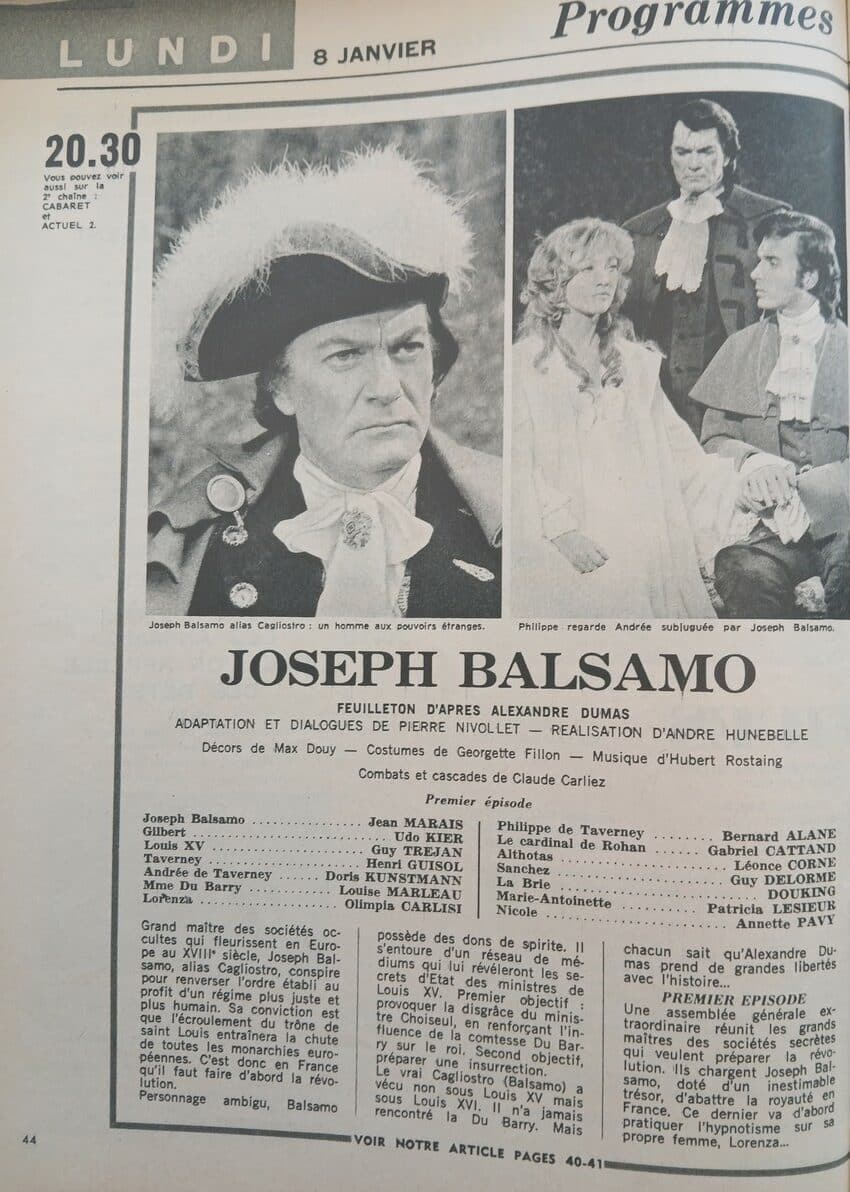 LUNDI 8 JANVIER
Programmes
20.30
Vous pouvez voir
aussi sur la
2e chaîne :
CABARET
et
ACTUEL 2.
Joseph Balsamo alias Cagliostro : un homme aux pouvoirs étranges.
Philippe regarde Andrée subjuguée par Joseph Balsamo.
JOSEPH BALSAMO
FEUILLETON D'APRES ALEXANDRE DUMAS
ADAPTATION ET DIALOGUES DE PIERRE NIVOLLET — REALISATION D'ANDRE HUNEBELLE
Décors de Max Douy — Costumes de Georgette Fillon — Musique d'Hubert Rostaing
Combats et cascades de Claude Carliez
Premier épisode
Joseph Balsamo ................ Jean MARAIS
Gilbert ............................ Udo KIER
Louis XV ........................ Guy TREJAN
Taverney ...................... Henri GUISOL
Andrée de Taverney ...... Doris KUNSTMANN
Mme Du Barry ........... Louise MARLEAU
Lorenza ...................... Olimpia CARLISI
Philippe de Taverney ........ Bernard ALANE
Le cardinal de Rohan ...... Gabriel CATTAND
Althotas ...................... Léonce CORNE
Sanchez ........................ Guy DELORME
La Brie .......................... DOUKING
Marie-Antoinette .......... Patricia LESIEUR
Nicole ........................ Annette PAVY
Grand maître des sociétés oc-
cultes qui fleurissent en Euro-
pe au XVIIIe siècle, Joseph Bal-
samo, alias Cagliostro, conspire
pour renverser l'ordre établi au
profit d'un régime plus juste et
plus humain. Sa conviction est
que l'écroulement du trône de
saint Louis entraînera la chute
de toutes les monarchies euro-
péennes. C'est donc en France
qu'il faut faire d'abord la révo-
lution.
Personnage ambigu, Balsamo
possède des dons de spirite. Il
s'entoure d'un réseau de mé-
diums qui lui révéleront les se-
crets d'Etat des ministres de
Louis XV. Premier objectif :
provoquer la disgrâce du minis-
tre Choiseul, en renforçant l'in-
fluence de la comtesse Du Bar-
ry sur le roi. Second objectif,
préparer une insurrection.
Le vrai Cagliostro (Balsamo) a
vécu non sous Louis XV mais
sous Louis XVI. Il n'a jamais
rencontré la Du Barry. Mais
chacun sait qu'Alexandre Du-
mas prend de grandes libertés
avec l'histoire...
PREMIER EPISODE
Une assemblée générale ex-
traordinaire réunit les grands
maîtres des sociétés secrètes
qui veulent préparer la révo-
lution. Ils chargent Joseph Bal-
samo, doté d'un inestimable
trésor, d'abattre la royauté en
France. Ce dernier va d'abord
pratiquer l'hypnotisme sur sa
propre femme, Lorenza...
44
VOIR NOTRE ARTICLE PAGES 40-41